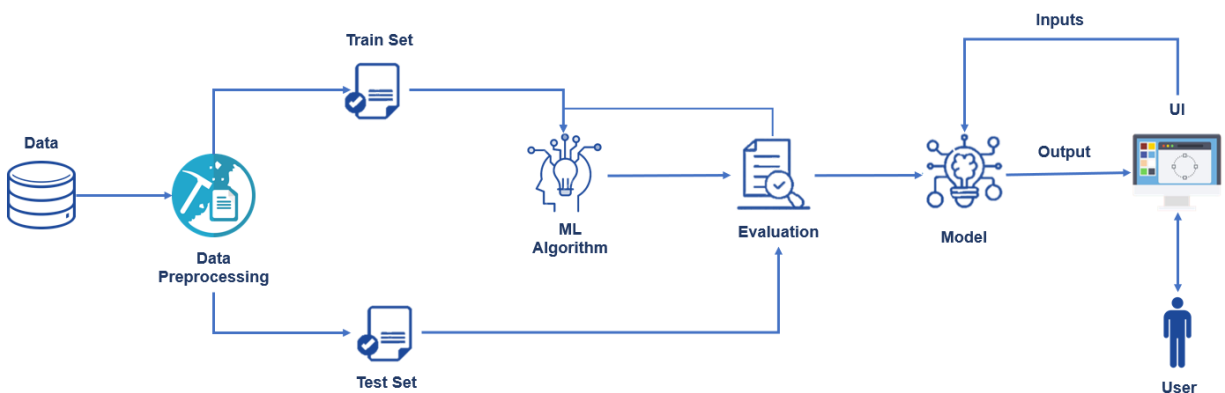 Data
Data
Preprocessing
Train Set
Test Set
ML
Algorithm
Evaluation
Model
Inputs
Output
UI
User